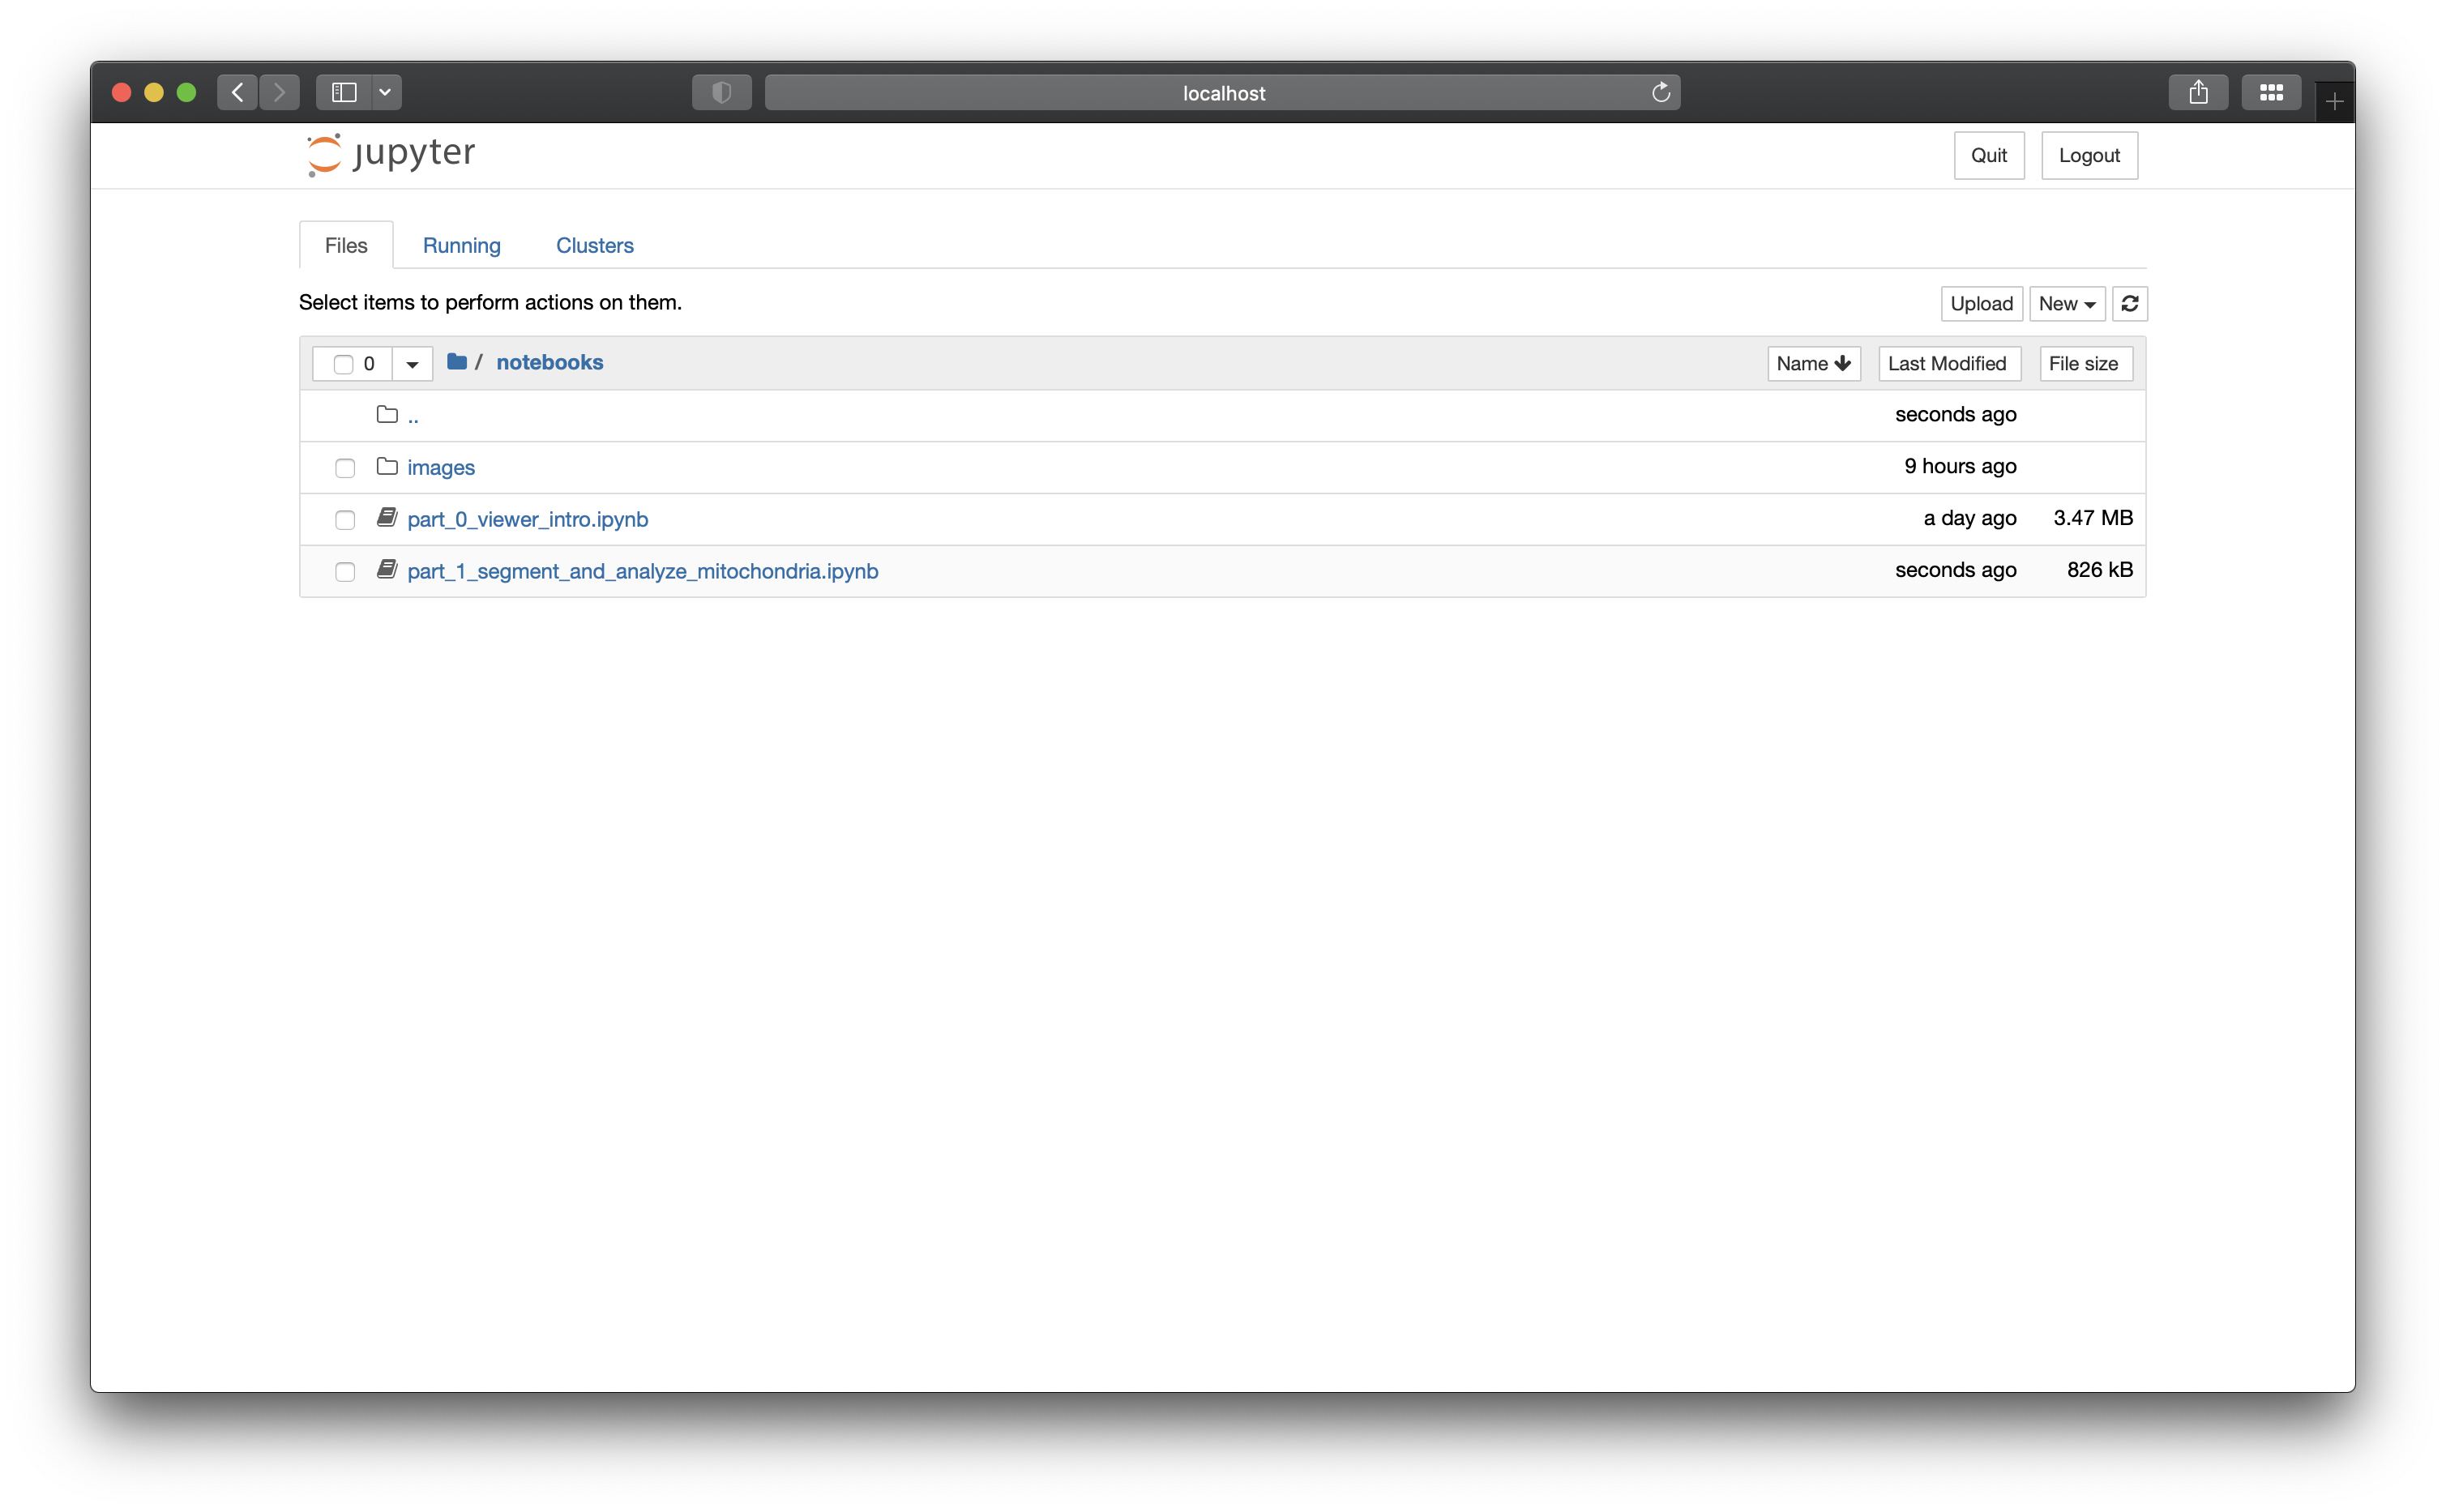 localhost
jupyter
Quit Logout
Files Running Clusters
Select items to perform actions on them.
Upload New
0 / notebooks Name Last Modified File size
.. seconds ago
images 9 hours ago
part_0_viewer_intro.ipynb a day ago 3.47 MB
part_1_segment_and_analyze_mitochondria.ipynb seconds ago 826 kB